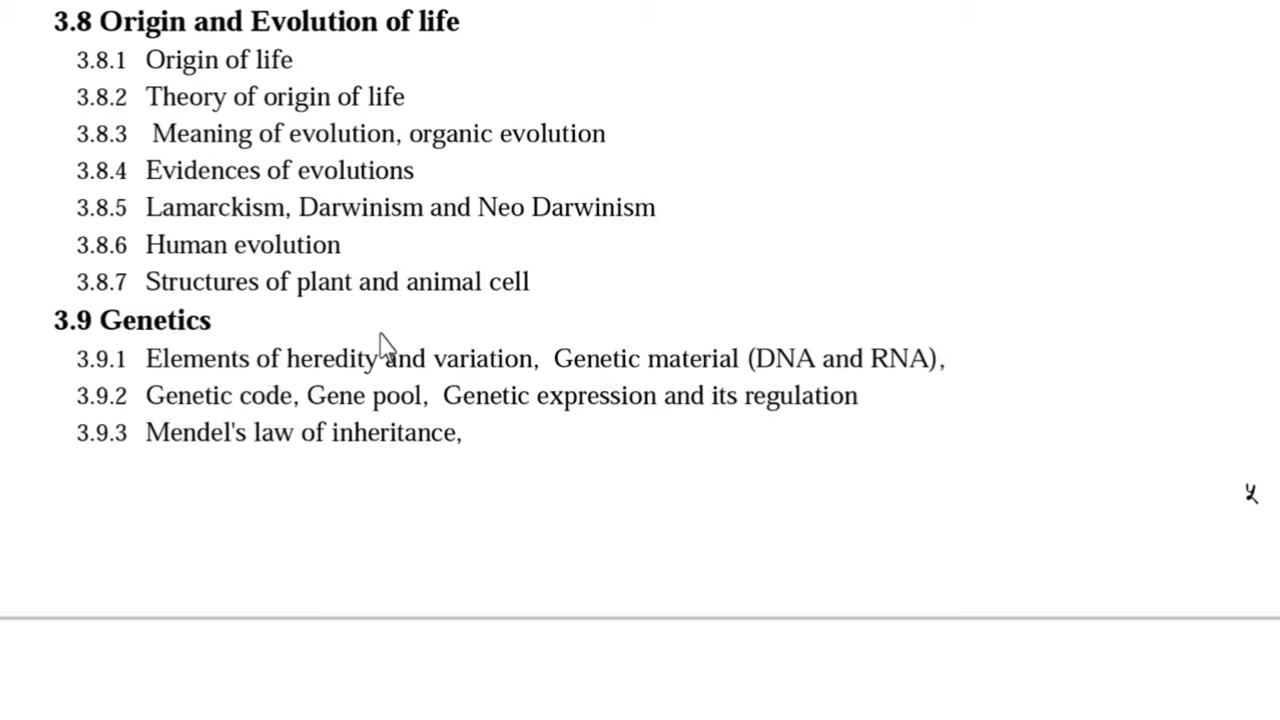 3.8 Origin and Evolution of life
3.8.1 Origin of life
3.8.2 Theory of origin of life
3.8.3 Meaning of evolution, organic evolution
3.8.4 Evidences of evolutions
3.8.5 Lamarckism, Darwinism and Neo Darwinism
3.8.6 Human evolution
3.8.7 Structures of plant and animal cell
3.9 Genetics
3.9.1 Elements of heredity and variation, Genetic material (DNA and RNA),
3.9.2 Genetic code, Gene pool, Genetic expression and its regulation
3.9.3 Mendel's law of inheritance,
५